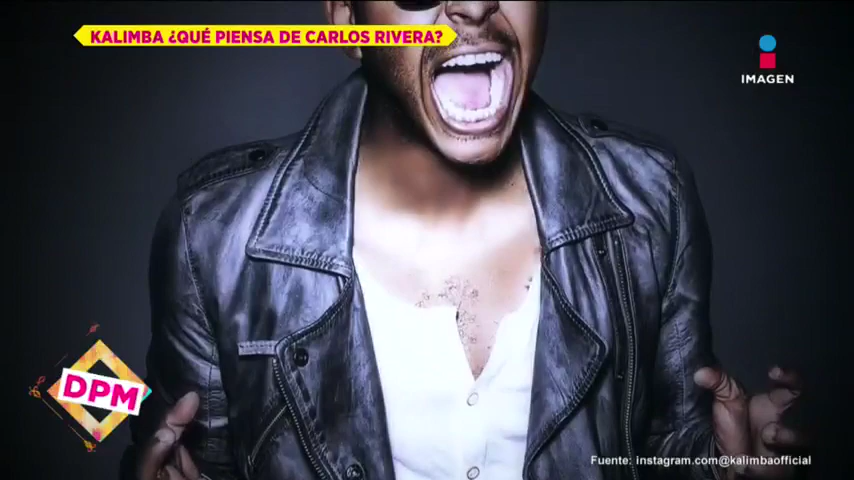 KALIMBA ¿QUÉ PIENSA DE CARLOS RIVERA?
IMAGEN
DPM
Fuente: instagram.com@kalimbaofficial